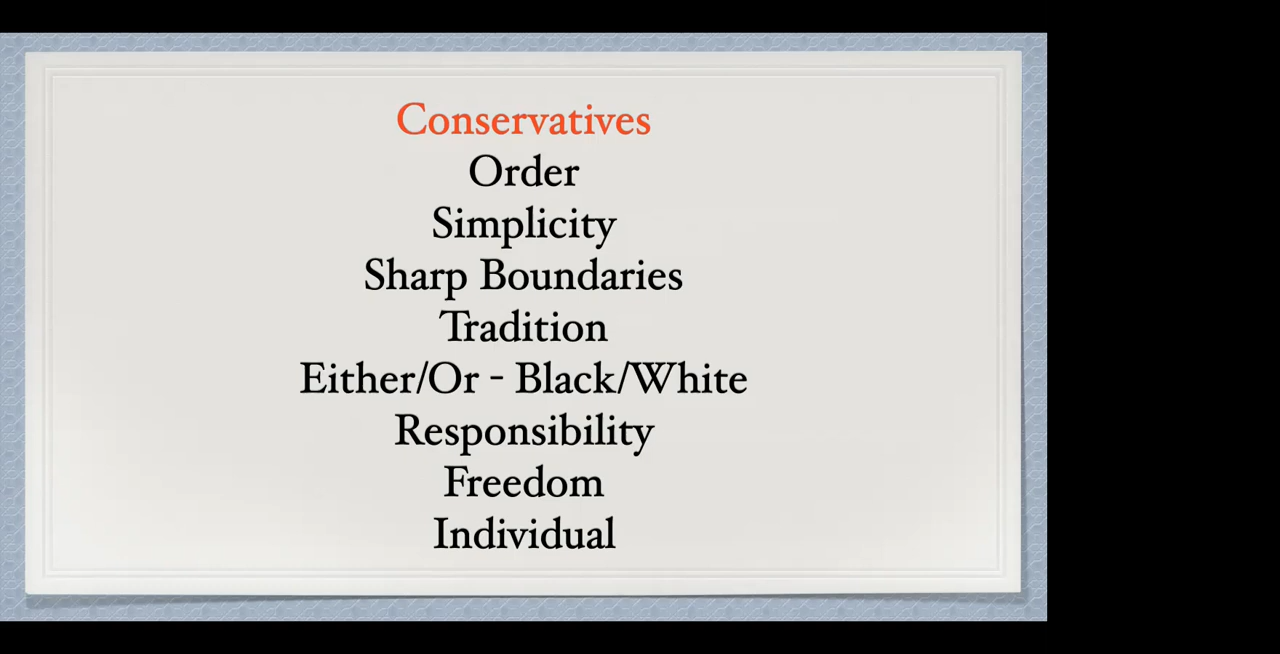 Conservatives
Order
Simplicity
Sharp Boundaries
Tradition
Either/Or - Black/White
Responsibility
Freedom
Individual